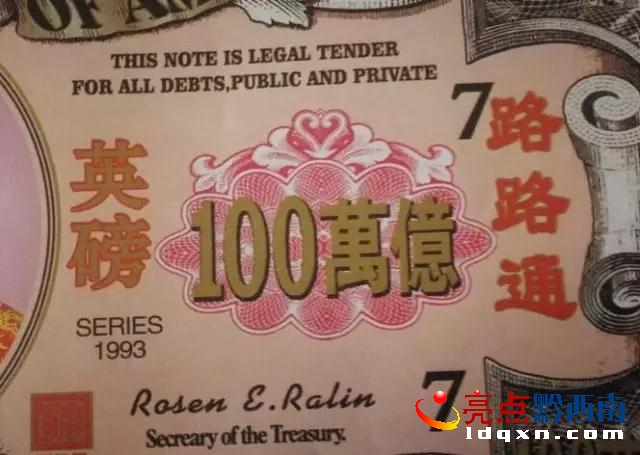 OF AM
THIS NOTE IS LEGAL TENDER
FOR ALL DEBTS,PUBLIC AND PRIVATE
7
英磅
路路通
100萬億
SERIES
1993
Rosen E.Ralin
Secreary of the Treasury.
7
亮点黔西南
ldqxn.com